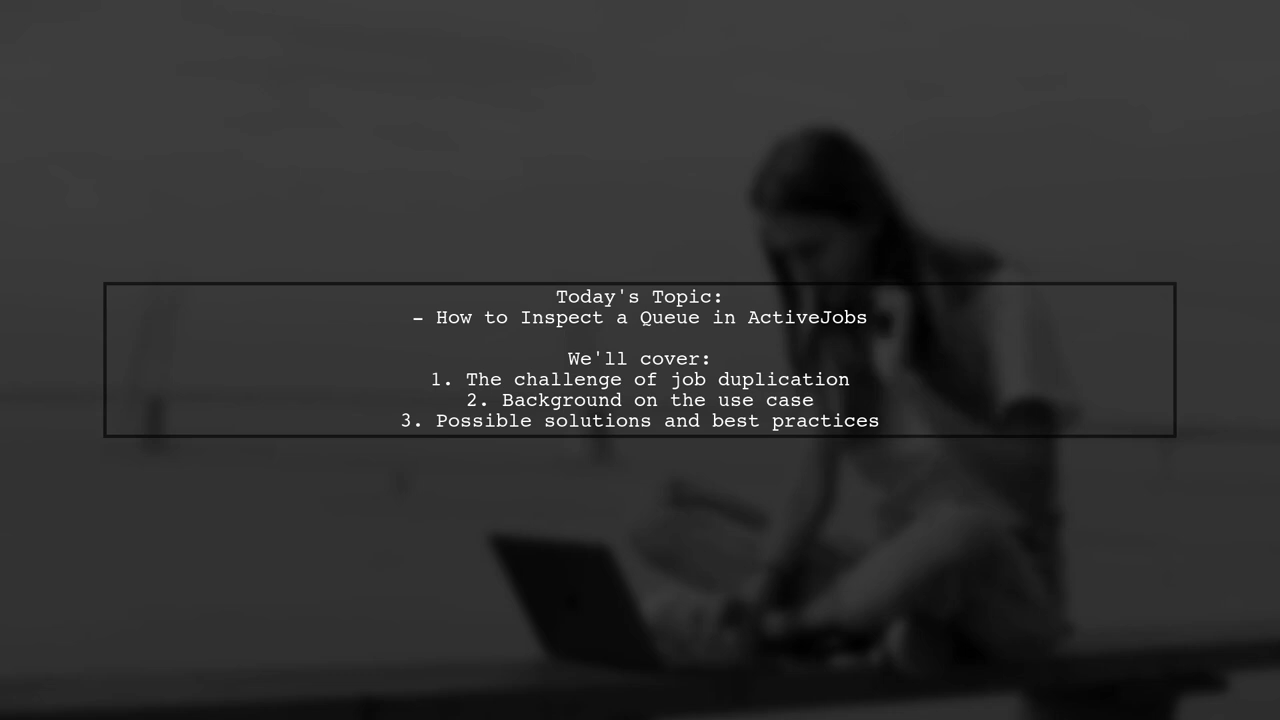 Today's Topic:
- How to Inspect a Queue in ActiveJobs
We'll cover:
1. The challenge of job duplication
2. Background on the use case
3. Possible solutions and best practices